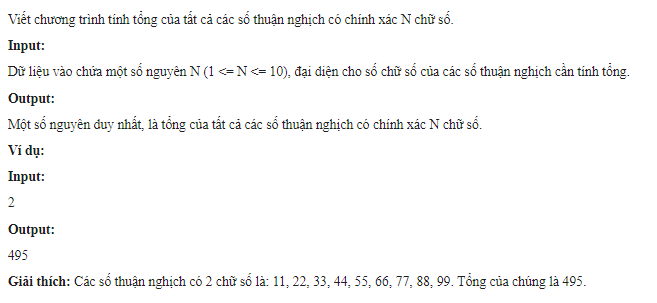 Viết chương trình tính tổng của tất cả các số thuận nghịch có chính xác N chữ số.
Input:
Dữ liệu vào chứa một số nguyên N (1 <= N <= 10), đại diện cho số chữ số của các số thuận nghịch cần tính tổng.
Output:
Một số nguyên duy nhất, là tổng của tất cả các số thuận nghịch có chính xác N chữ số.
Ví dụ:
Input:
2
Output:
495
Giải thích: Các số thuận nghịch có 2 chữ số là: 11, 22, 33, 44, 55, 66, 77, 88, 99. Tổng của chúng là 495.